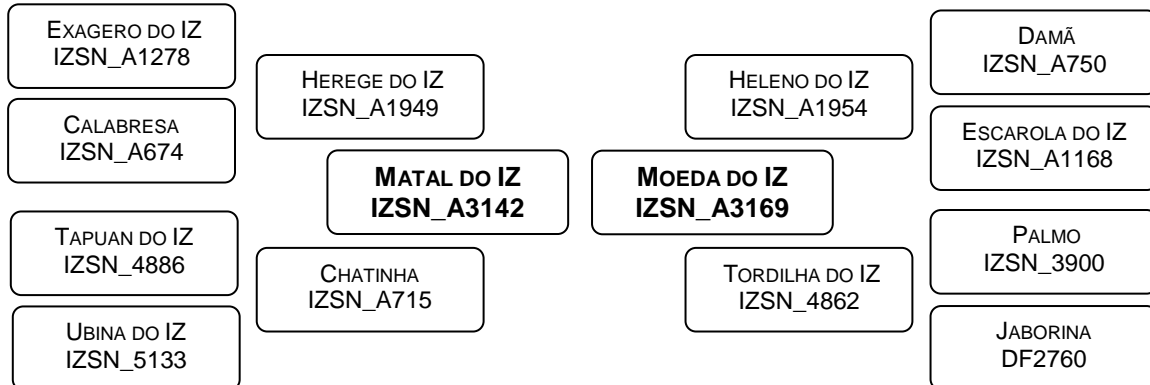 EXAGERO DO IZ
IZSN_A1278
CALABRESA
IZSN_A674
TAPUAN DO IZ
IZSN_4886
UBINA DO IZ
IZSN_5133
HEREGE DO IZ
IZSN_A1949
CHATINHA
IZSN_A715
MATAL DO IZ
IZSN_A3142
MOEDA DO IZ
IZSN_A3169
HELENO DO IZ
IZSN_A1954
TORDILHA DO IZ
IZSN_4862
DAMÃ
IZSN_A750
ESCAROLA DO IZ
IZSN_A1168
PALMO
IZSN_3900
JABORINA
DF2760